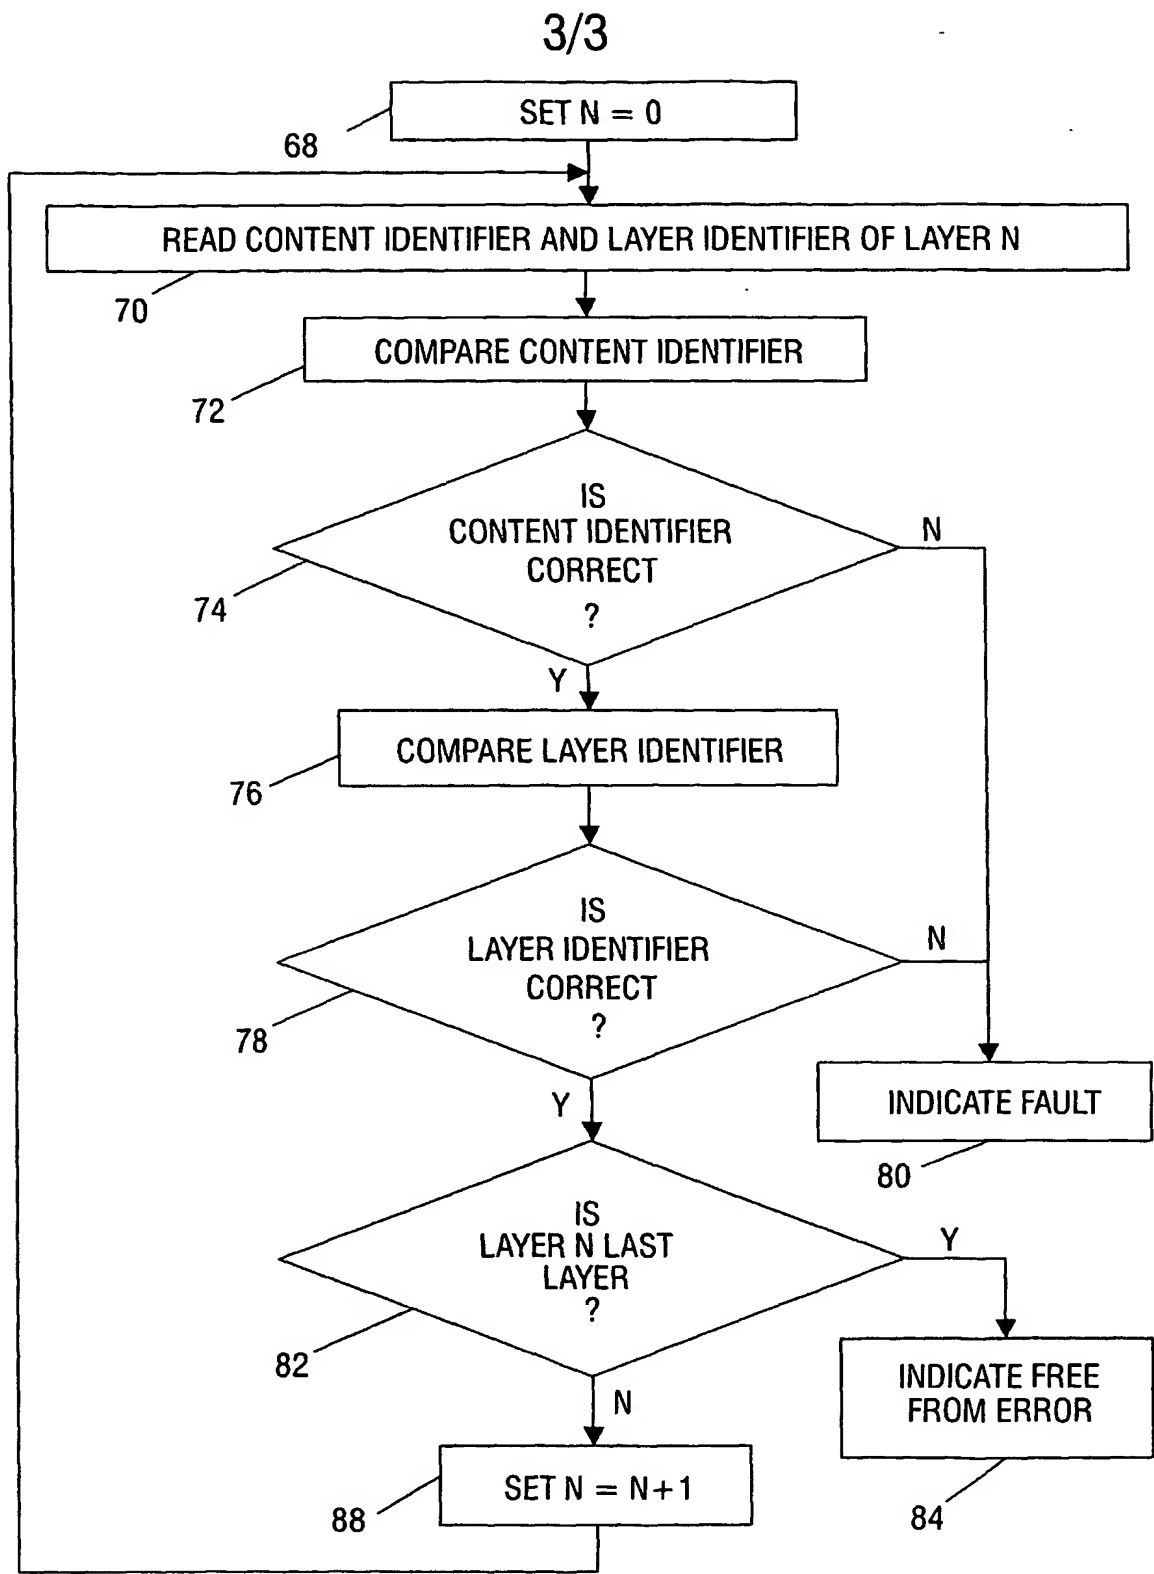 3/3
SET N = 0
68
READ CONTENT IDENTIFIER AND LAYER IDENTIFIER OF LAYER N
70
COMPARE CONTENT IDENTIFIER
72
IS
CONTENT IDENTIFIER
CORRECT
?
N
74
Y
COMPARE LAYER IDENTIFIER
76
IS
LAYER IDENTIFIER
CORRECT
?
N
78
Y
INDICATE FAULT
80
IS
LAYER N LAST
LAYER
?
Y
82
N
INDICATE FREE
FROM ERROR
84
SET N = N+1
88